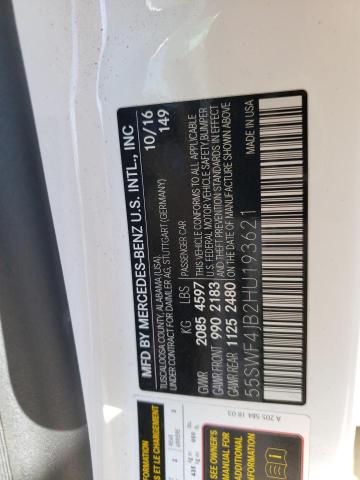 MFD BY MERCEDES-BENZ U.S. INTL., INC
TUSCALOOSA COUNTY, ALABAMA (USA)
UNDER CONTRACT FOR DAIMLER AG, STUTTGART (GERMANY)
10/16
149
PASSENGER CAR
KG LBS
GVWR 2085 4597
GAWR FRONT 990 2183
GAWR REAR 1125 2480
THIS VEHICLE CONFORMS TO ALL APPLICABLE
U.S. FEDERAL MOTOR VEHICLE SAFETY, BUMPER
AND THEFT PREVENTION STANDARDS IN EFFECT
ON THE DATE OF MANUFACTURE SHOWN ABOVE
55SWF4JB2HU193621
MADE IN USA
A 205 584 18 03
SEE OWNER'S
MANUAL FOR
ADDITIONAL
INFORMATION